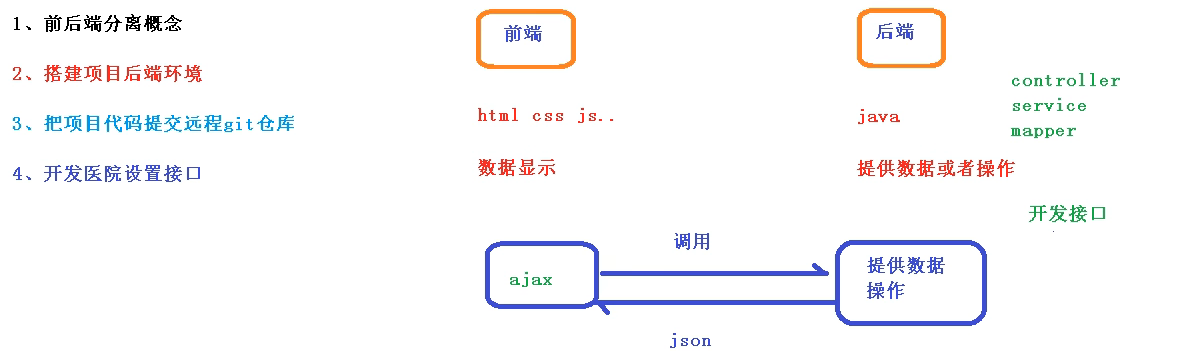 1、前后端分离概念
2、搭建项目后端环境
3、把项目代码提交远程git仓库
4、开发医院设置接口
前端
后端
html css js..
java
controller
service
mapper
数据显示
提供数据或者操作
开发接口
ajax
调用
提供数据
操作
json